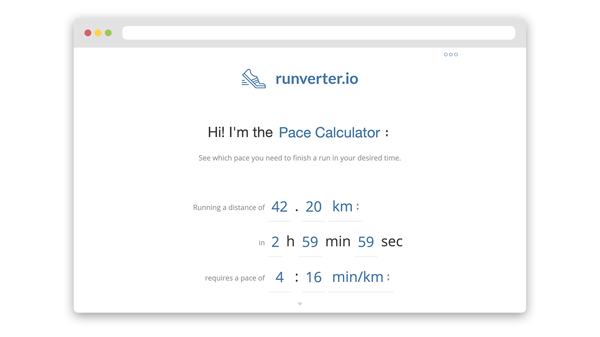 runverter.io
Hi! I'm the Pace Calculator :
See which pace you need to finish a run in your desired time.
Running a distance of 42 . 20 km
in 2 h 59 min 59 sec
requires a pace of 4 : 16 min/km